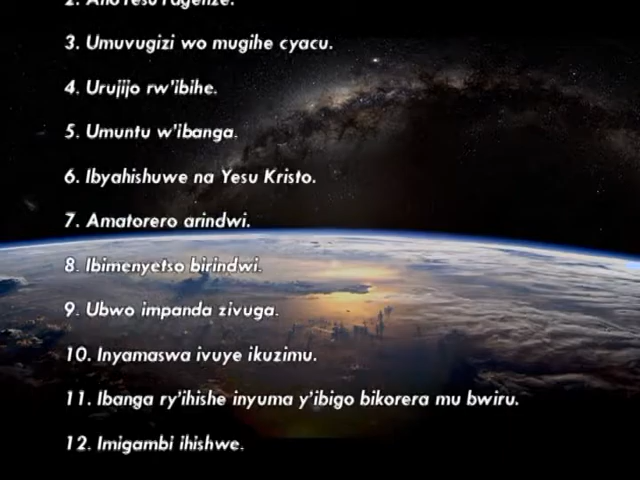 3. Umuvugizi wo mugihe cyacu.
4. Urujijo rw'ibihe.
5. Umuntu w'ibanga.
6. Ibyahishuwe na Yesu Kristo.
7. Amatorero arindwi.
8. Ibimenyetso birindwi.
9. Ubwo impanda zivuga.
10. Inyamaswa ivuye ikuzimu.
11. Ibanga ry'ihishe inyuma y'ibigo bikorera mu bwiru.
12. Imigambi ihishwe.